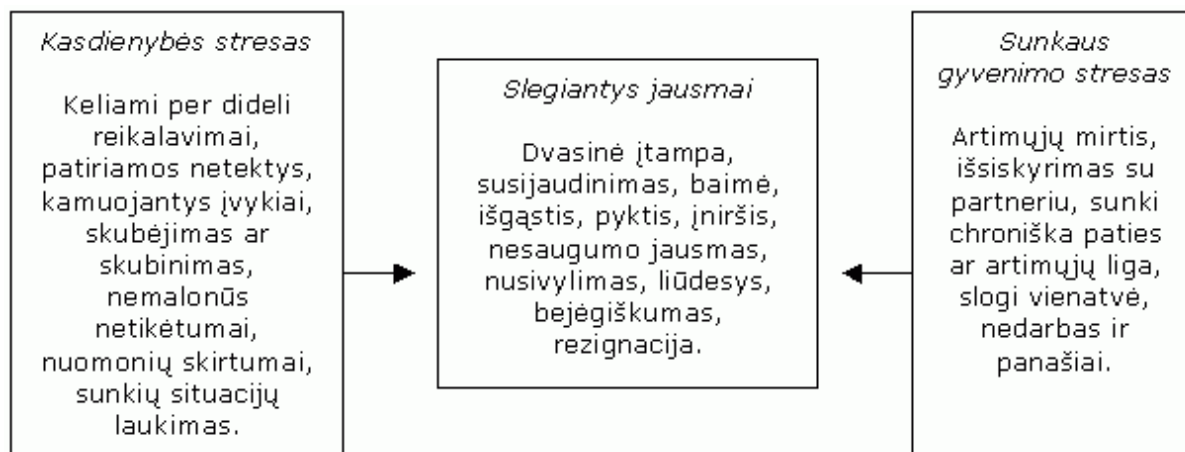 Kasdienybės stresas
Keliami per dideli
reikalavimai,
patiriamos netektys,
kamuojantys įvykiai,
skubėjimas ar
skubinimas,
nemalonūs
netikėtumai,
nuomonių skirtumai,
sunkių situacijų
laukimas.
Slegiantys jausmai
Dvasinė įtampa,
susijaudinimas, baimė,
išgąstis, pyktis, įniršis,
nesaugumo jausmas,
nusivylimas, liūdesys,
bejėgiškumas,
rezignacija.
Sunkaus
gyvenimo stresas
Artimųjų mirtis,
išsiskyrimas su
partneriu, sunki
chroniška paties
ar artimųjų liga,
slogi vienatvė,
nedarbas ir
panašiai.